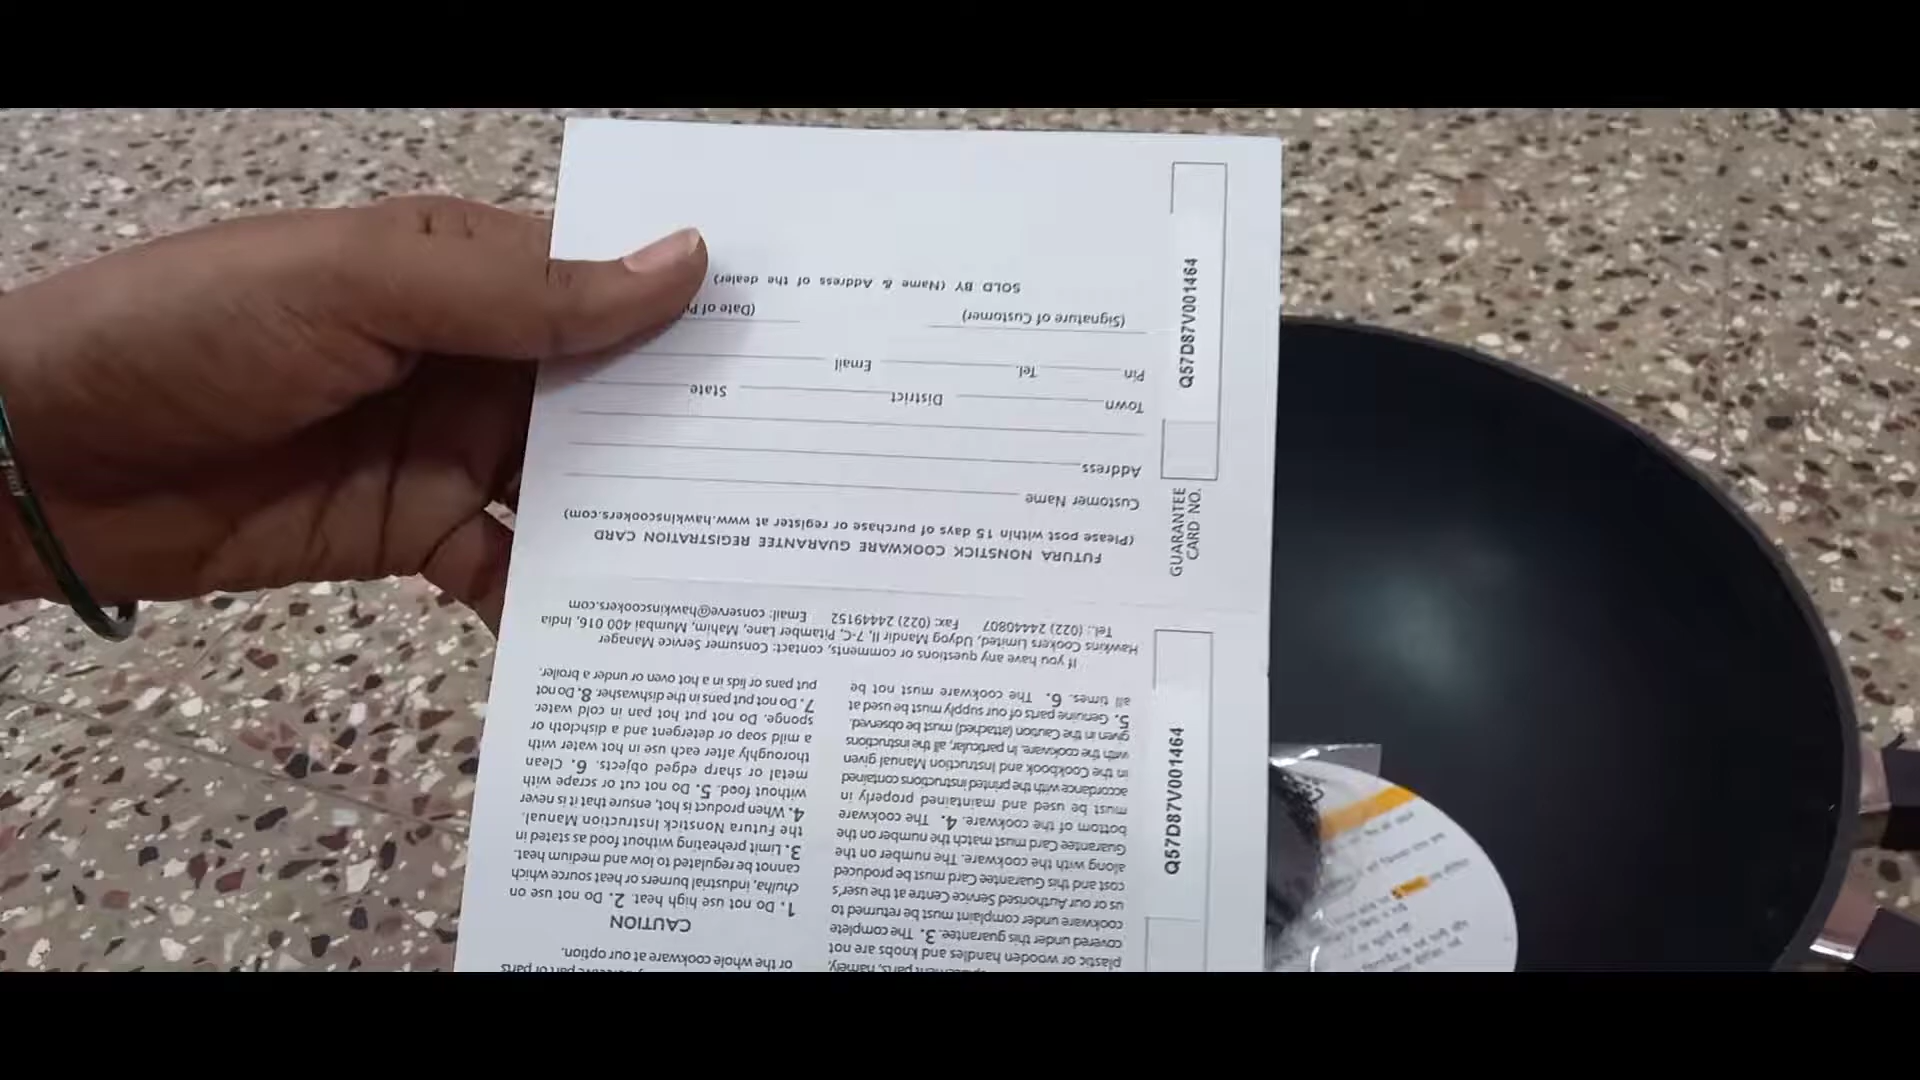 parts, namely,
plastic or wooden handles and knobs are not
covered under this guarantee. 3. The complete
cookware under complaint must be returned to
us or our Authorised Service Centre at the user's
cost and this Guarantee Card must be produced
along with the cookware. The number on the
Guarantee Card must match the number on the
bottom of the cookware. 4. The cookware
must be used and maintained properly in
accordance with the printed instructions contained
in the Cookbook and Instruction Manual given
with the cookware. In particular, all the instructions
given in the Caution (attached) must be observed.
5. Genuine parts of our supply must be used at
all times. 6. The cookware must not be
part or parts
or the whole cookware at our option.
CAUTION
1. Do not use high heat. 2. Do not use on
chulha, industrial burners or heat source which
cannot be regulated to low and medium heat.
3. Limit preheating without food as stated in
the Futura Nonstick Instruction Manual.
4. When product is hot, ensure that it is never
without food. 5. Do not cut or scrape with
metal or sharp edged objects. 6. Clean
thoroughly after each use in hot water with
a mild soap or detergent and a dishcloth or
sponge. Do not put hot pan in cold water.
7. Do not put pans in the dishwasher. 8. Do not
put pans or lids in a hot oven or under a broiler.
Q57D87V001464
If you have any questions or comments, contact: Consumer Service Manager
Hawkins Cookers Limited, Udyog Mandir II, 7-C, Pitamber Lane, Mahim, Mumbai 400 016, India
Tel.: (022) 24440807 Fax: (022) 24449152 Email: conserve@hawkinscookers.com
FUTURA NONSTICK COOKWARE GUARANTEE REGISTRATION CARD
(Please post within 15 days of purchase or register at www.hawkinscookers.com)
GUARANTEE
CARD NO.
Q57D87V001464
Customer Name
Address
Town District State
Pin Tel. Email
(Signature of Customer) (Date of
SOLD BY (Name & Address of the dealer)